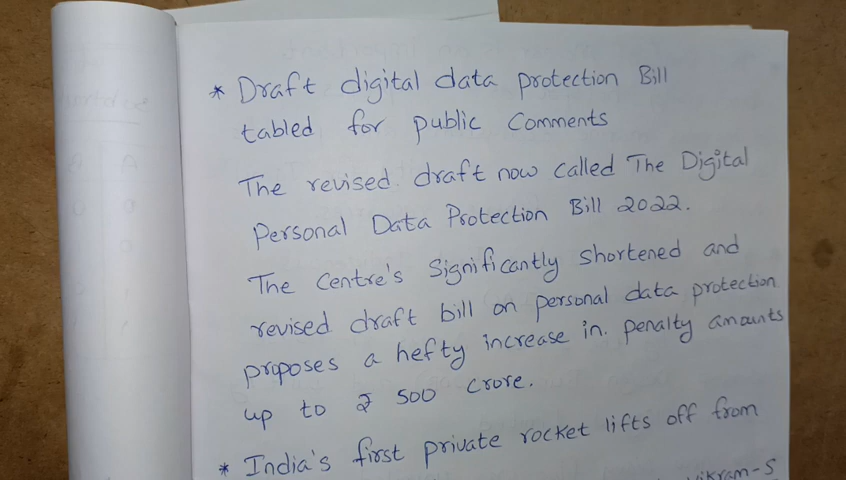 * Draft digital data protection Bill
tabled for public Comments
The revised draft now called The Digital
Personal Data Protection Bill 2022.
The Centre's Significantly shortened and
revised draft bill on personal data protection
proposes a hefty increase in. penalty amounts
up to ₹ 500 crore.
* India's first private rocket lifts off from
vikram-S